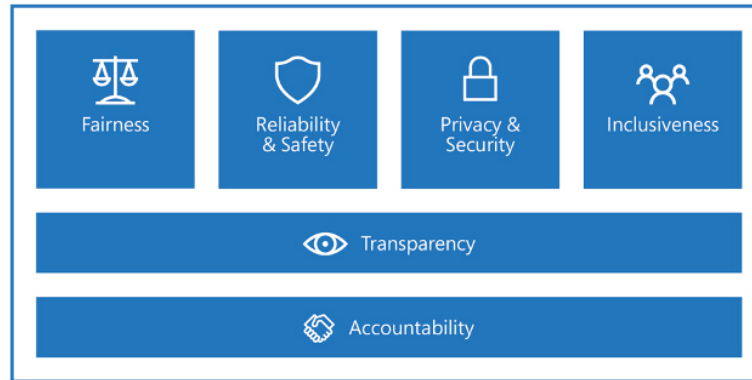 Fairness
Reliability
& Safety
Privacy &
Security
Inclusiveness
Transparency
Accountability